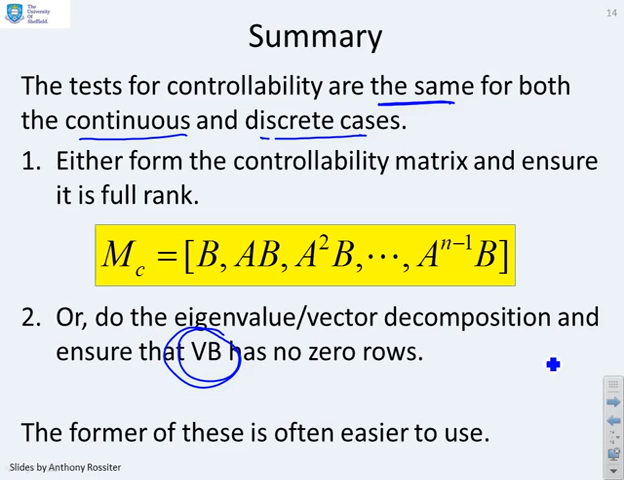 The
University
Of
Sheffield.
14
Summary
The tests for controllability are the same for both
the continuous and discrete cases.
1. Either form the controllability matrix and ensure
it is full rank.
M_c = [B, AB, A²B, ⋯, Aⁿ⁻¹B]
2. Or, do the eigenvalue/vector decomposition and
ensure that VB has no zero rows.
The former of these is often easier to use.
Slides by Anthony Rossiter